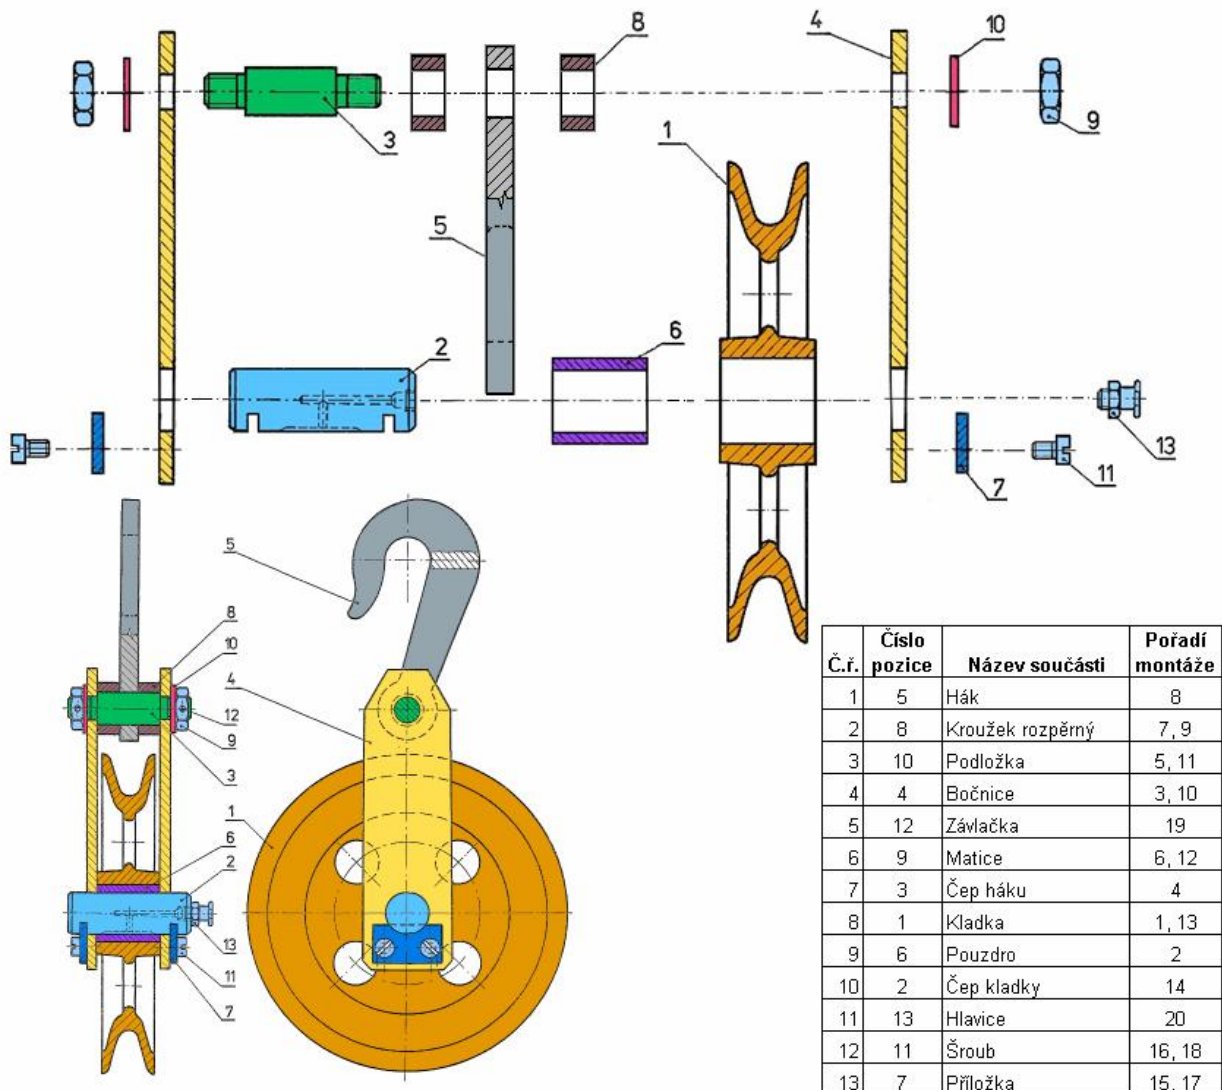 8
4
10
3
9
1
5
2
6
13
7
11
5
8
10
4
12
9
3
1
6
2
13
11
7
Č.ř. Číslo pozice Název součásti Pořadí montáže
1 5 Hák 8
2 8 Kroužek rozpěrný 7, 9
3 10 Podložka 5, 11
4 4 Bočnice 3, 10
5 12 Závlačka 19
6 9 Matice 6, 12
7 3 Čep háku 4
8 1 Kladka 1, 13
9 6 Pouzdro 2
10 2 Čep kladky 14
11 13 Hlavice 20
12 11 Šroub 16, 18
13 7 Příložka 15, 17